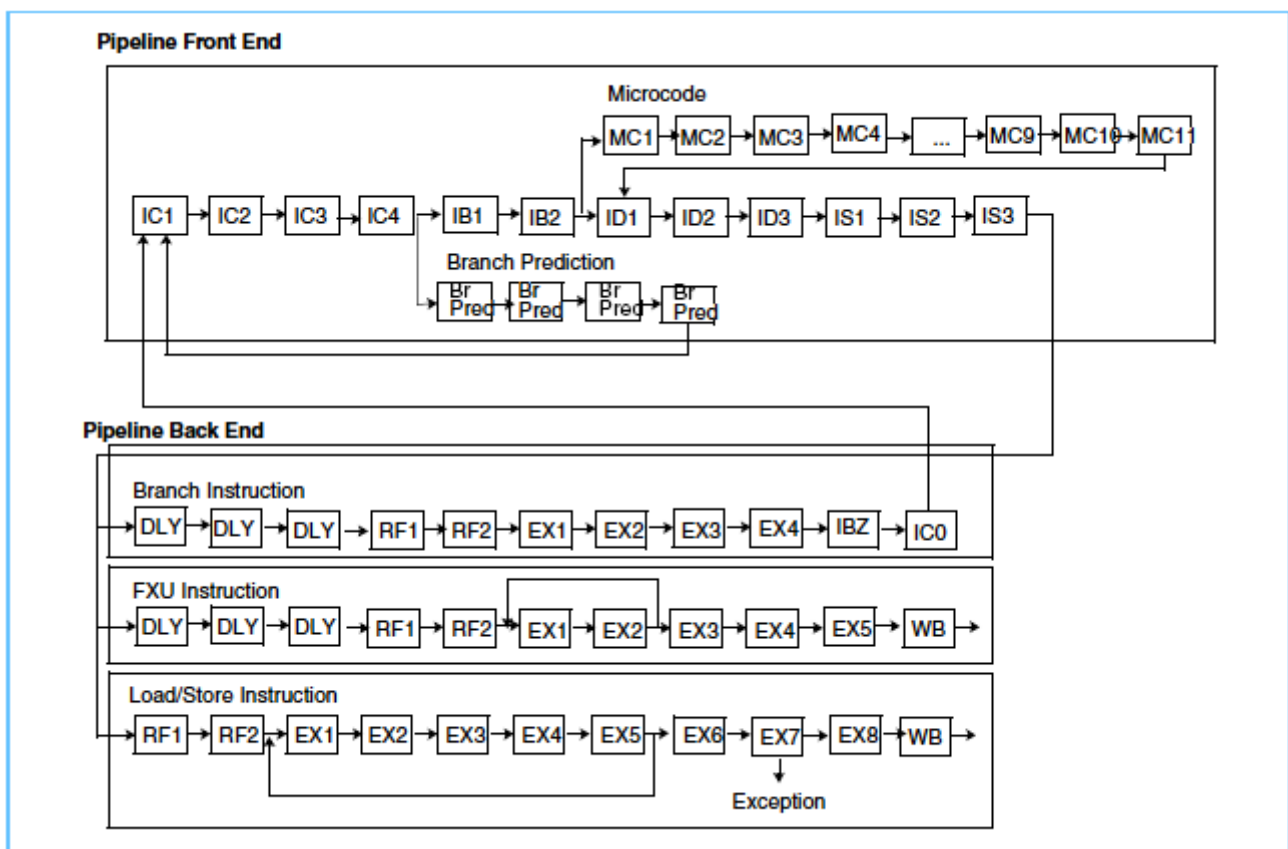 Pipeline Front End
Microcode
MC1 MC2 MC3 MC4 ... MC9 MC10 MC11
IC1 IC2 IC3 IC4 IB1 IB2 ID1 ID2 ID3 IS1 IS2 IS3
Branch Prediction
Br Br Br Br
Pred Pred Pred Pred
Pipeline Back End
Branch Instruction
DLY DLY DLY RF1 RF2 EX1 EX2 EX3 EX4 IBZ IC0
FXU Instruction
DLY DLY DLY RF1 RF2 EX1 EX2 EX3 EX4 EX5 WB
Load/Store Instruction
RF1 RF2 EX1 EX2 EX3 EX4 EX5 EX6 EX7 EX8 WB
Exception